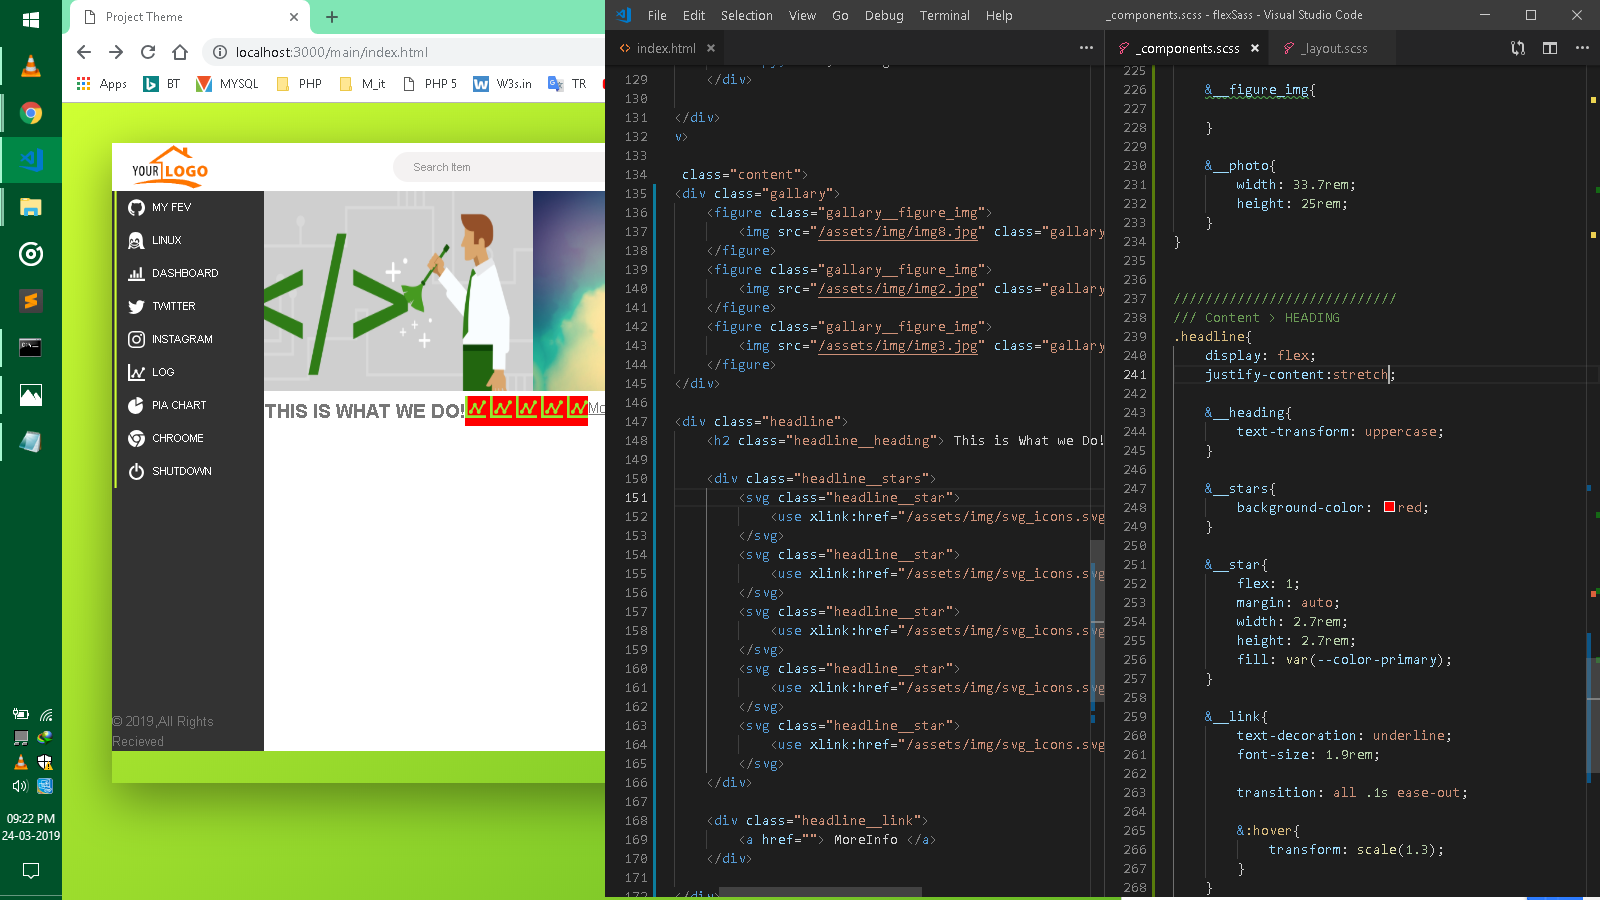 Project Theme
localhost:3000/main/index.html
Apps
BT
MYSQL
PHP
M_it
PHP 5
W3s.in
TR
YOUR LOGO
Search Item
MY FEV
LINUX
DASHBOARD
TWITTER
INSTAGRAM
LOG
PIA CHART
CHROOME
SHUTDOWN
© 2019,All Rights
Recieved
THIS IS WHAT WE DO!
Mo
09:22 PM
24-03-2019
File Edit Selection View Go Debug Terminal Help
_components.scss - flexSass - Visual Studio Code
index.html
129 </div>
130
131 </div>
132 v>
133
134 class="content">
135 <div class="gallary">
136 <figure class="gallary__figure_img">
137 <img src="/assets/img/img8.jpg" class="gallary
138 </figure>
139 <figure class="gallary__figure_img">
140 <img src="/assets/img/img2.jpg" class="gallary
141 </figure>
142 <figure class="gallary__figure_img">
143 <img src="/assets/img/img3.jpg" class="gallary
144 </figure>
145 </div>
146
147 <div class="headline">
148 <h2 class="headline__heading"> This is What we Do!
149
150 <div class="headline__stars">
151 <svg class="headline__star">
152 <use xlink:href="/assets/img/svg_icons.svg
153 </svg>
154 <svg class="headline__star">
155 <use xlink:href="/assets/img/svg_icons.svg
156 </svg>
157 <svg class="headline__star">
158 <use xlink:href="/assets/img/svg_icons.svg
159 </svg>
160 <svg class="headline__star">
161 <use xlink:href="/assets/img/svg_icons.svg
162 </svg>
163 <svg class="headline__star">
164 <use xlink:href="/assets/img/svg_icons.svg
165 </svg>
166 </div>
167
168 <div class="headline__link">
169 <a href=""> MoreInfo </a>
170 </div>
171
172 </div>
_components.scss
_layout.scss
225
226 &__figure_img{
227
228 }
229
230 &__photo{
231 width: 33.7rem;
232 height: 25rem;
233 }
234 }
235
236
237 ////////////////////////////
238 /// Content > HEADING
239 .headline{
240 display: flex;
241 justify-content:stretch;
242
243 &__heading{
244 text-transform: uppercase;
245 }
246
247 &__stars{
248 background-color: red;
249 }
250
251 &__star{
252 flex: 1;
253 margin: auto;
254 width: 2.7rem;
255 height: 2.7rem;
256 fill: var(--color-primary);
257 }
258
259 &__link{
260 text-decoration: underline;
261 font-size: 1.9rem;
262
263 transition: all .1s ease-out;
264
265 &:hover{
266 transform: scale(1.3);
267 }
268 }